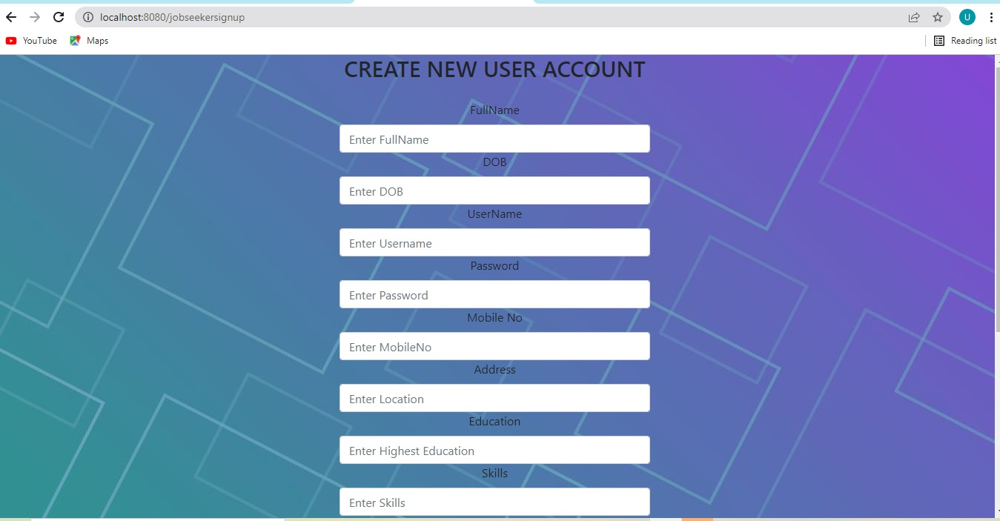 localhost:8080/jobseekersignup
U
YouTube
Maps
Reading list
CREATE NEW USER ACCOUNT
FullName
Enter FullName
DOB
Enter DOB
UserName
Enter Username
Password
Enter Password
Mobile No
Enter MobileNo
Address
Enter Location
Education
Enter Highest Education
Skills
Enter Skills